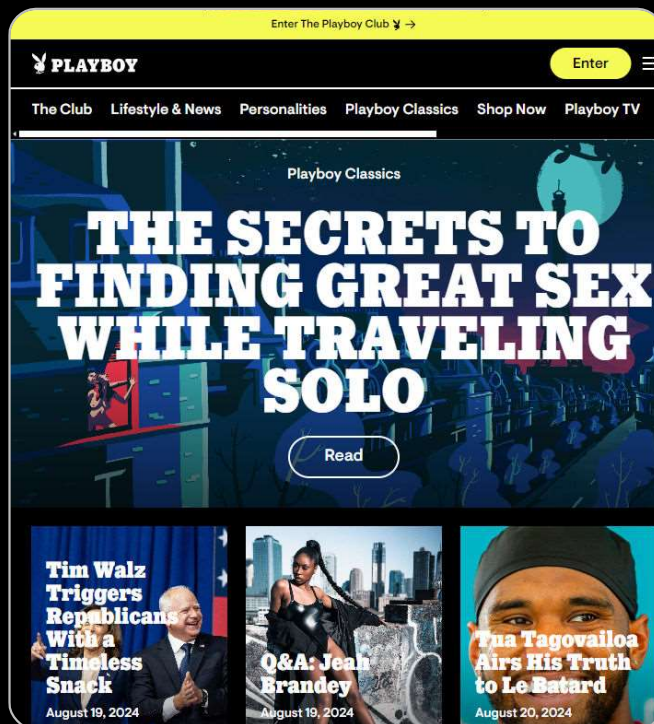 Enter The Playboy Club →
PLAYBOY
Enter
The Club Lifestyle & News Personalities Playboy Classics Shop Now Playboy TV
Playboy Classics
THE SECRETS TO
FINDING GREAT SEX
WHILE TRAVELING
SOLO
Read
Tim Walz
Triggers
Republicans
With a
Timeless
Snack
August 19, 2024
Q&A: Jeah
Brandey
August 19, 2024
Tua Tagovailoa
Airs His Truth
to Le Batard
August 20, 2024